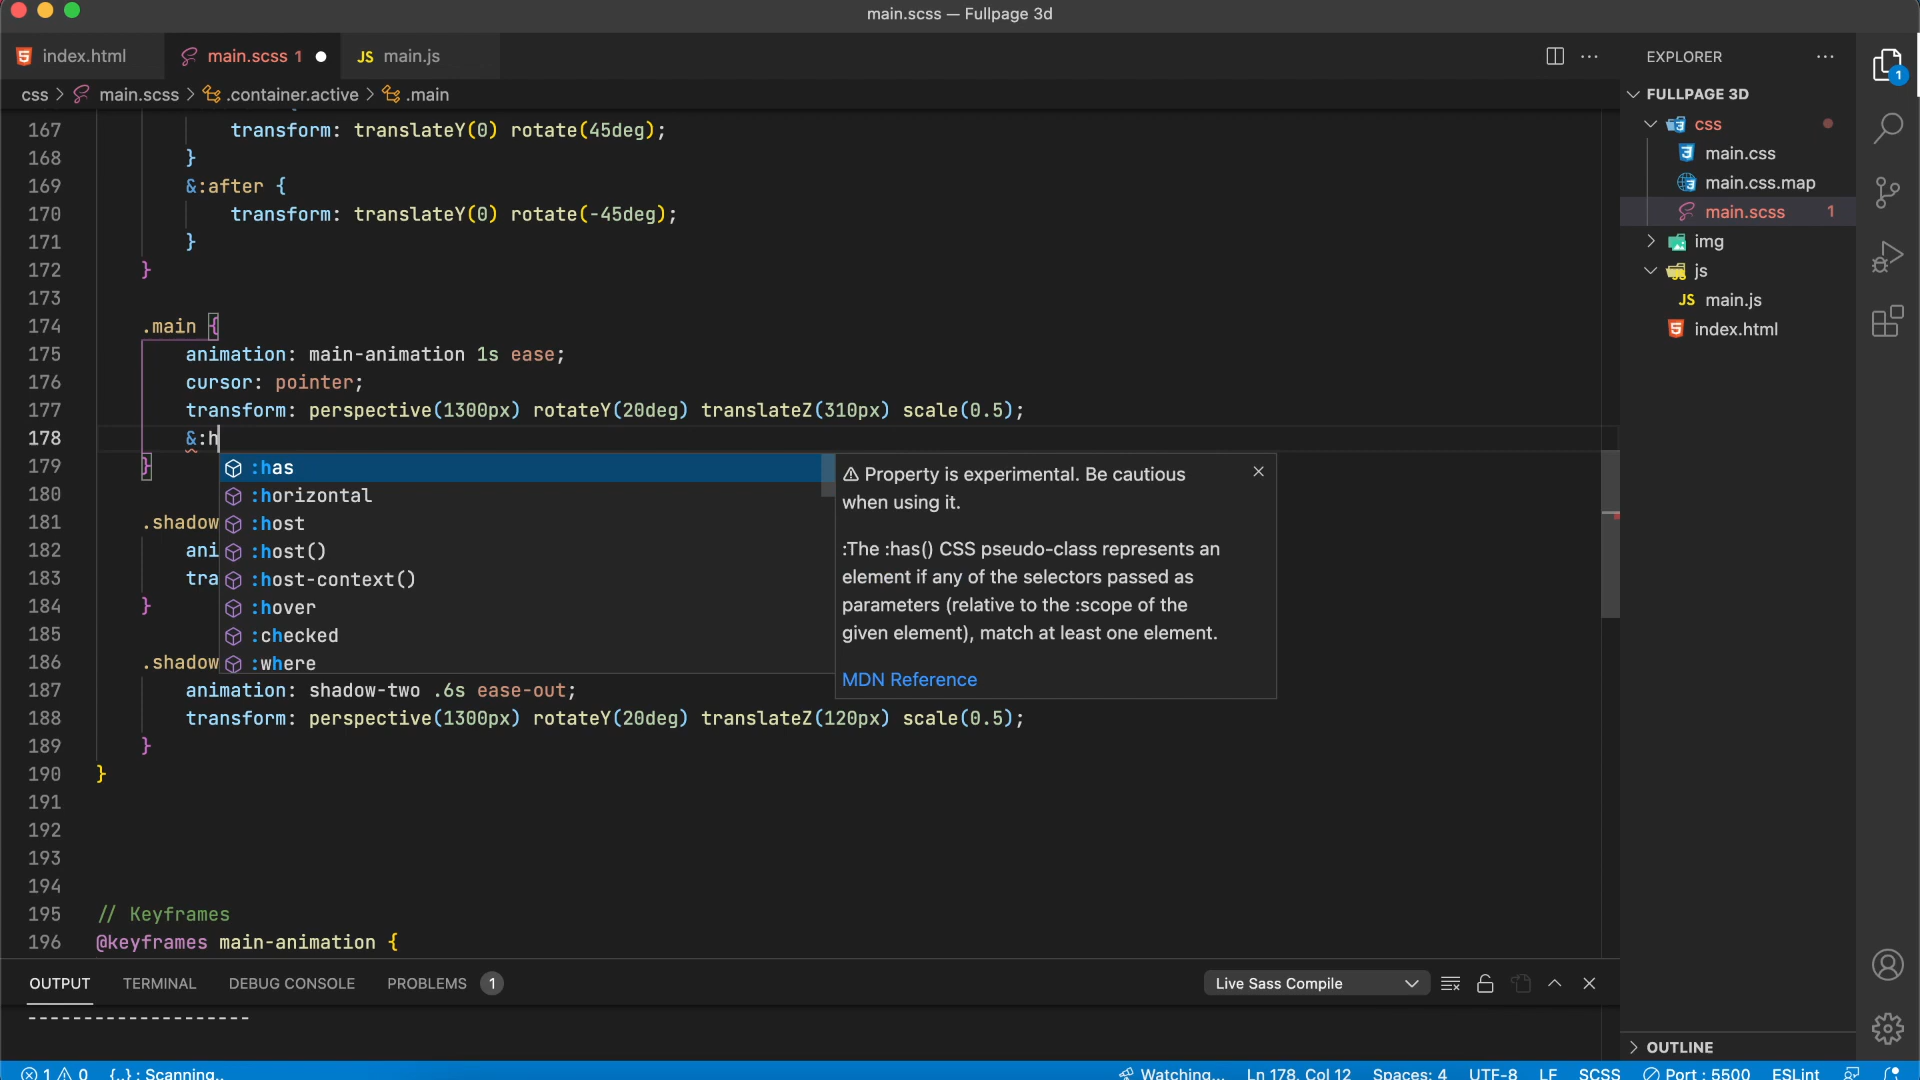 main.scss — Fullpage 3d
index.html
main.scss 1
JS main.js
EXPLORER
css > main.scss > .container.active > .main
FULLPAGE 3D
css
main.css
main.css.map
main.scss 1
img
js
JS main.js
index.html
1
167 transform: translateY(0) rotate(45deg);
168 }
169 &:after {
170 transform: translateY(0) rotate(-45deg);
171 }
172 }
173
174 .main {
175 animation: main-animation 1s ease;
176 cursor: pointer;
177 transform: perspective(1300px) rotateY(20deg) translateZ(310px) scale(0.5);
178 &:h
179 }
180
181 .shadow
182 ani
183 tra
184 }
185
186 .shadow
187 animation: shadow-two .6s ease-out;
188 transform: perspective(1300px) rotateY(20deg) translateZ(120px) scale(0.5);
189 }
190 }
191
192
193
194
195 // Keyframes
196 @keyframes main-animation {
:has
:horizontal
:host
:host()
:host-context()
:hover
:checked
:where
⚠ Property is experimental. Be cautious
when using it.
:The :has() CSS pseudo-class represents an
element if any of the selectors passed as
parameters (relative to the :scope of the
given element), match at least one element.
MDN Reference
OUTPUT TERMINAL DEBUG CONSOLE PROBLEMS 1
Live Sass Compile
--------------------
OUTLINE
1 0 {..} : Scanning..
Watching... Ln 178, Col 12 Spaces: 4 UTF-8 LF SCSS Port : 5500 ESLint